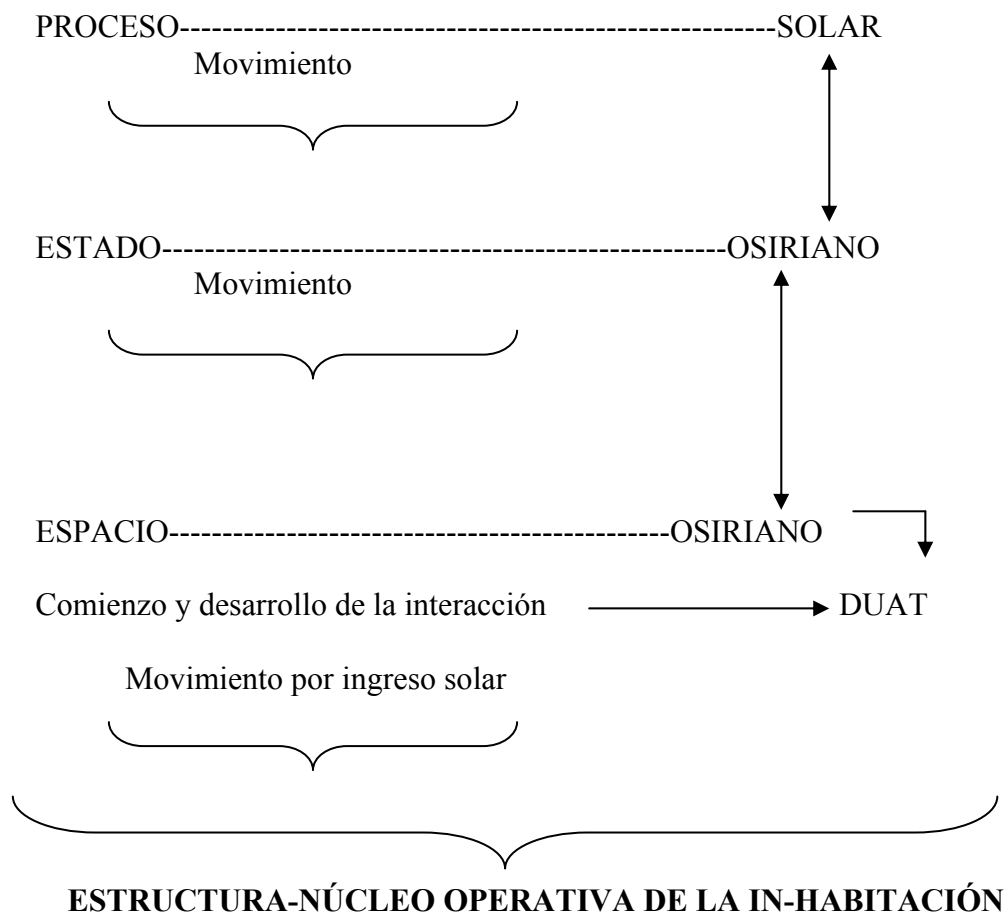 PROCESO-----------------------------------------------SOLAR
Movimiento
ESTADO--------------------------------------------OSIRIANO
Movimiento
ESPACIO---------------------------------------OSIRIANO
Comienzo y desarrollo de la interacción DUAT
Movimiento por ingreso solar
ESTRUCTURA-NÚCLEO OPERATIVA DE LA IN-HABITACIÓN